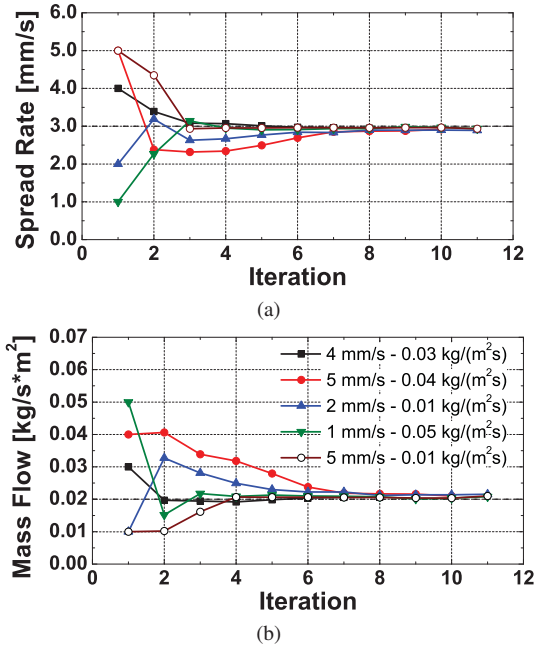 6.0
5.0
4.0
3.0
2.0
1.0
0.0
Spread Rate [mm/s]
0 2 4 6 8 10 12
Iteration
(a)
0.07
0.06
0.05
0.04
0.03
0.02
0.01
0.00
Mass Flow [kg/s*m²]
4 mm/s - 0.03 kg/(m²s)
5 mm/s - 0.04 kg/(m²s)
2 mm/s - 0.01 kg/(m²s)
1 mm/s - 0.05 kg/(m²s)
5 mm/s - 0.01 kg/(m²s)
0 2 4 6 8 10 12
Iteration
(b)